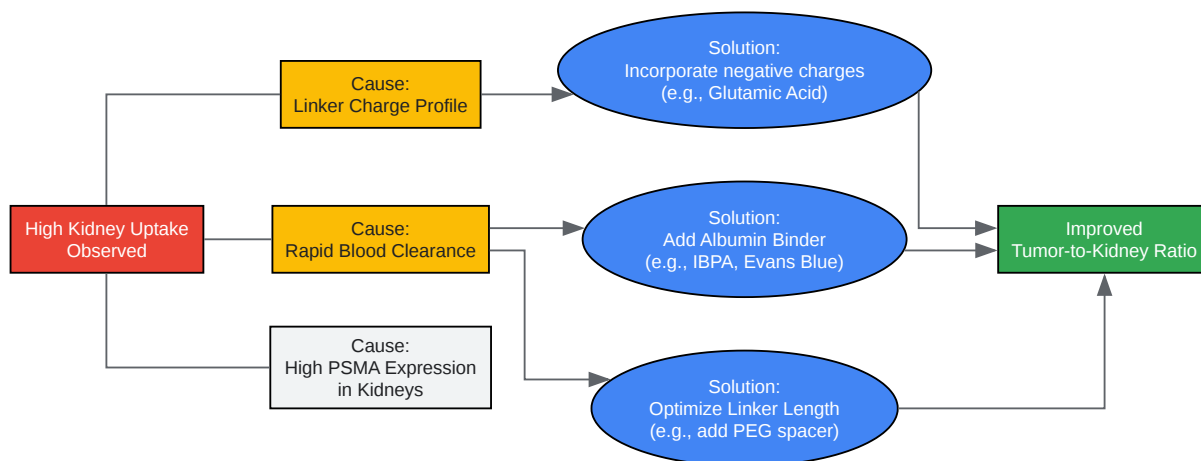 High Kidney Uptake
Observed
Cause:
Linker Charge Profile
Cause:
Rapid Blood Clearance
Cause:
High PSMA Expression
in Kidneys
Solution:
Incorporate negative charges
(e.g., Glutamic Acid)
Solution:
Add Albumin Binder
(e.g., IBPA, Evans Blue)
Solution:
Optimize Linker Length
(e.g., add PEG spacer)
Improved
Tumor-to-Kidney Ratio